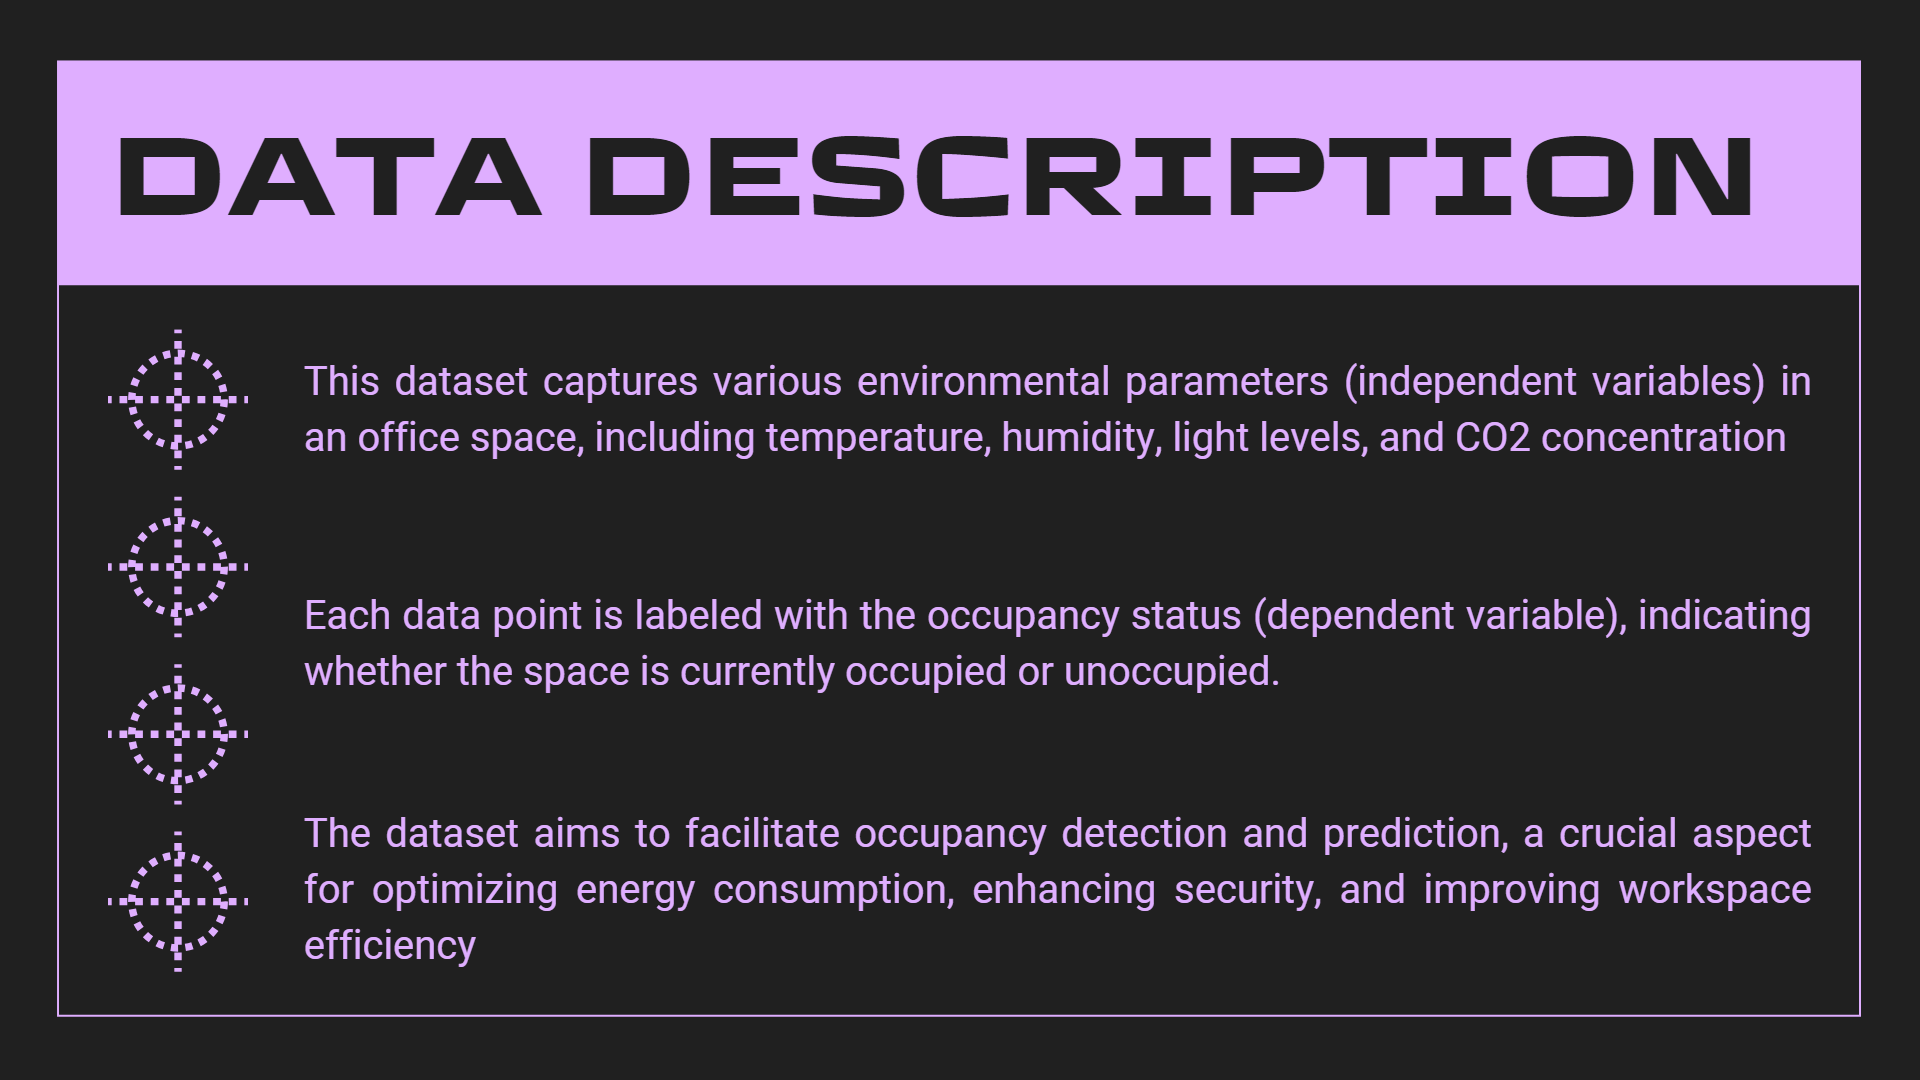 DATA DESCRIPTION
This dataset captures various environmental parameters (independent variables) in
an office space, including temperature, humidity, light levels, and CO2 concentration
Each data point is labeled with the occupancy status (dependent variable), indicating
whether the space is currently occupied or unoccupied.
The dataset aims to facilitate occupancy detection and prediction, a crucial aspect
for optimizing energy consumption, enhancing security, and improving workspace
efficiency